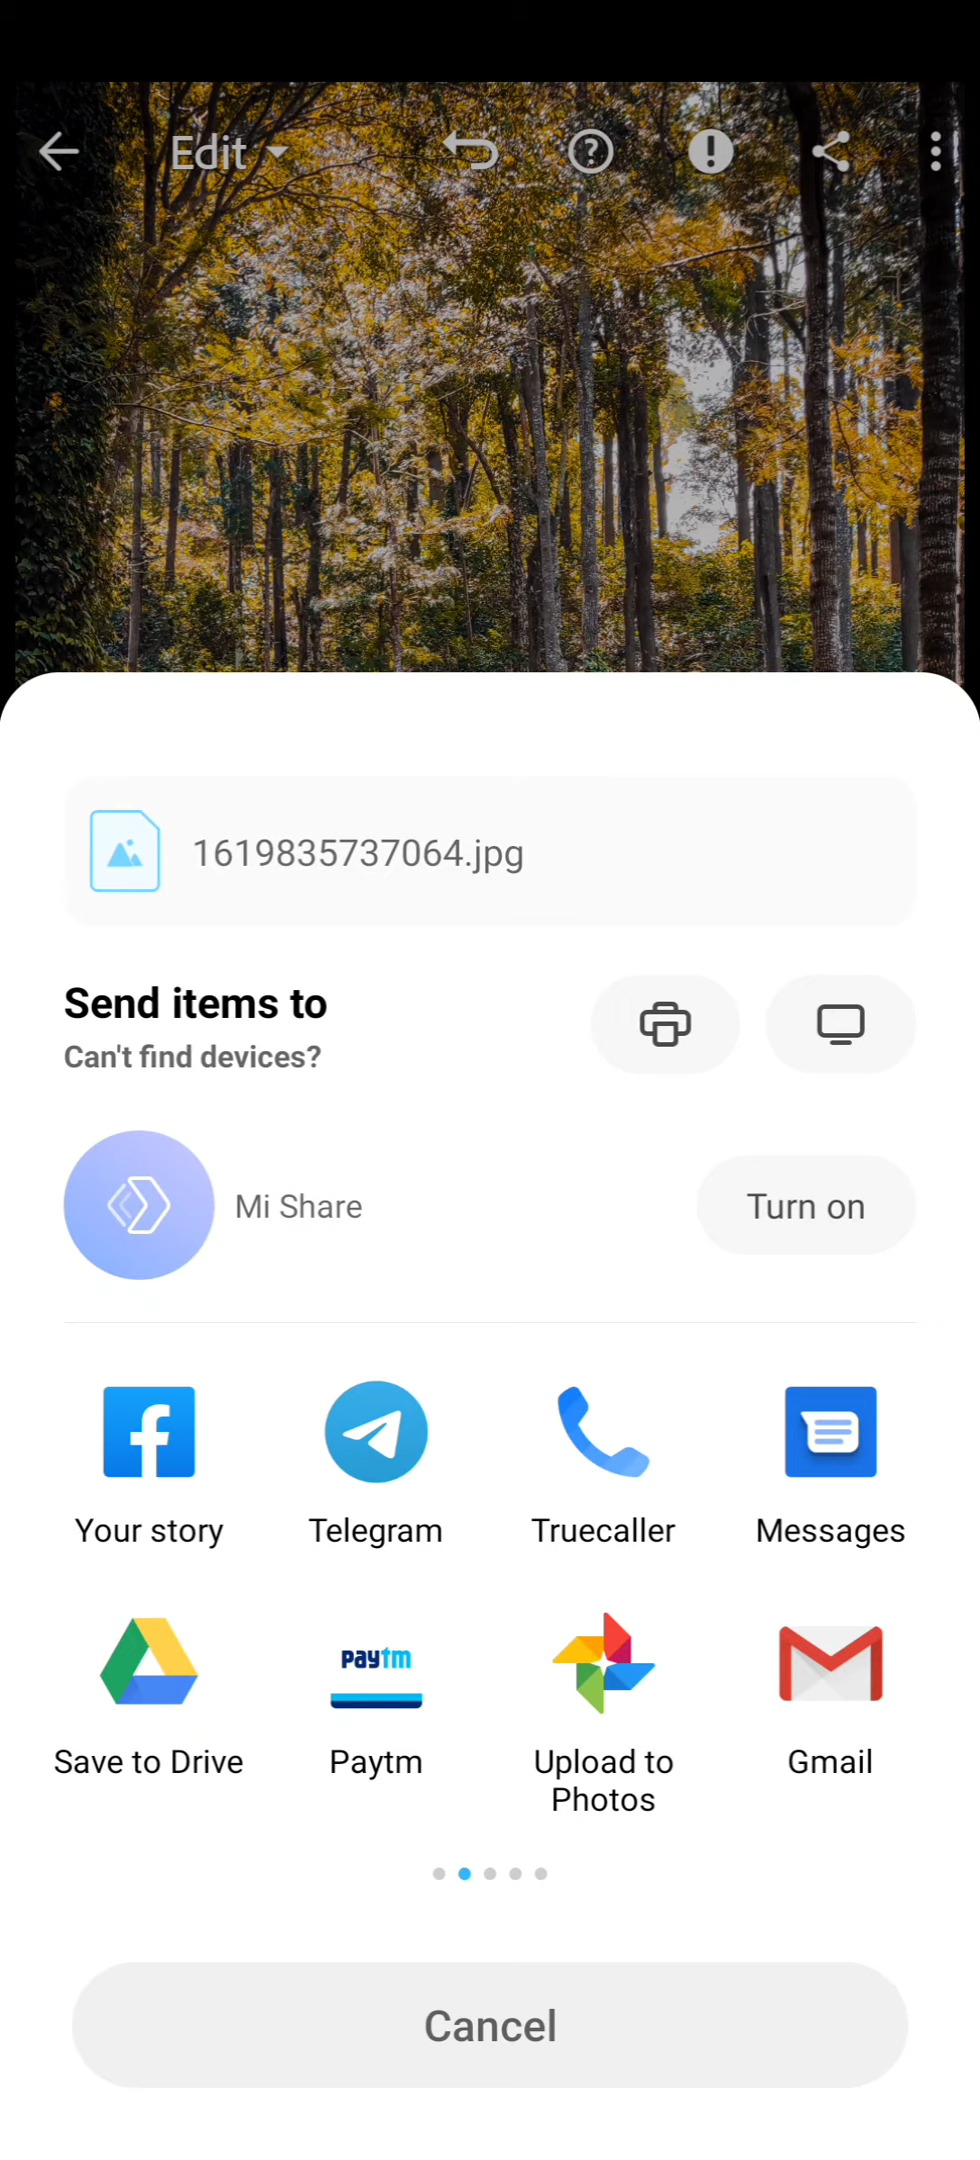 Edit
1619835737064.jpg
Send items to
Can't find devices?
Mi Share
Turn on
Your story
Telegram
Truecaller
Messages
paytm
Save to Drive
Paytm
Upload to
Photos
Gmail
Cancel